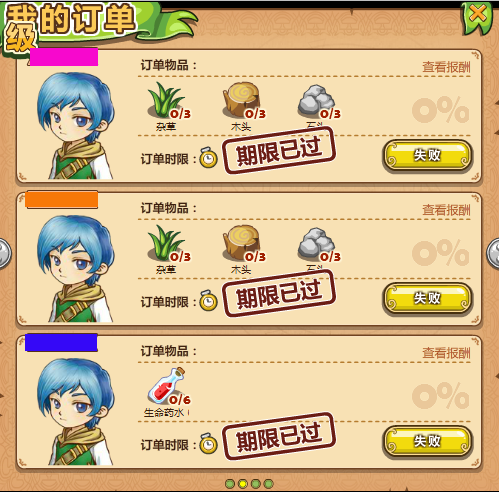 我的订单
级
订单物品：
查看报酬
0/3 0/3 0/3
杂草 木头 石头
0%
订单时限：
期限已过
失败
订单物品：
查看报酬
0/3 0/3 0/3
杂草 木头 石头
0%
订单时限：
期限已过
失败
订单物品：
查看报酬
0/6
生命药水
0%
订单时限：
期限已过
失败